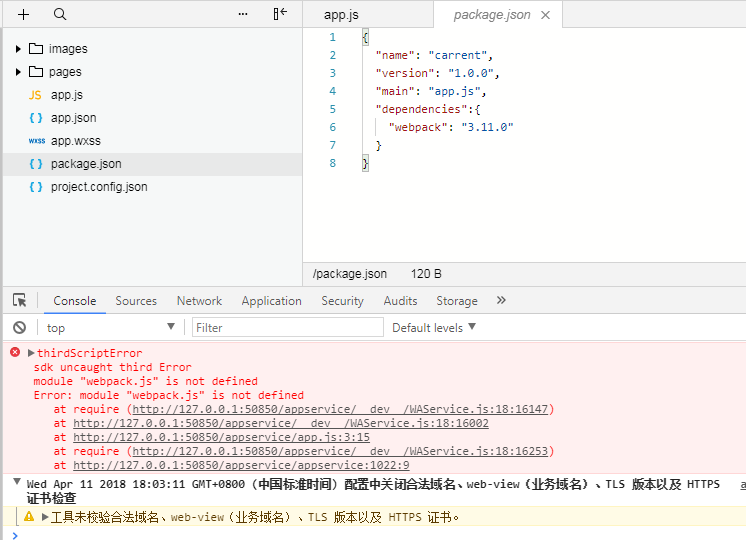 app.js
package.json
images
pages
JS app.js
{ } app.json
wxss app.wxss
{ } package.json
{ } project.config.json
1 {
2 "name": "carrent",
3 "version": "1.0.0",
4 "main": "app.js",
5 "dependencies":{
6 "webpack": "3.11.0"
7 }
8 }
/package.json 120 B
Console Sources Network Application Security Audits Storage
top Filter Default levels
thirdScriptError
sdk uncaught third Error
module "webpack.js" is not defined
Error: module "webpack.js" is not defined
at require (http://127.0.0.1:50850/appservice/__dev__/WAService.js:18:16147)
at http://127.0.0.1:50850/appservice/__dev__/WAService.js:18:16002
at http://127.0.0.1:50850/appservice/app.js:3:15
at require (http://127.0.0.1:50850/appservice/__dev__/WAService.js:18:16253)
at http://127.0.0.1:50850/appservice/appservice:1022:9
Wed Apr 11 2018 18:03:11 GMT+0800 (中国标准时间) 配置中关闭合法域名、web-view（业务域名）、TLS 版本以及 HTTPS a
证书检查
工具未校验合法域名、web-view（业务域名）、TLS 版本以及 HTTPS 证书。